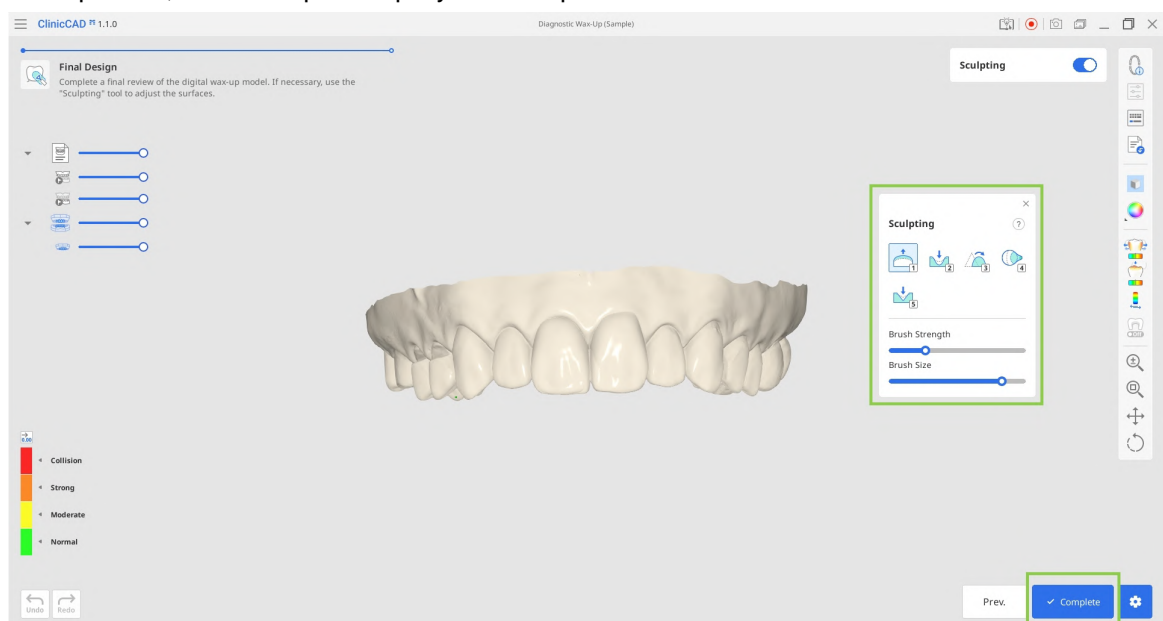 ClinicCAD 1.1.0
Diagnostic Wax-Up (Sample)
Final Design
Complete a final review of the digital wax-up model. If necessary, use the
"Sculpting" tool to adjust the surfaces.
Sculpting
Sculpting
?
1
2
3
4
5
Brush Strength
Brush Size
0.00
Collision
Strong
Moderate
Normal
Undo
Redo
Prev.
Complete